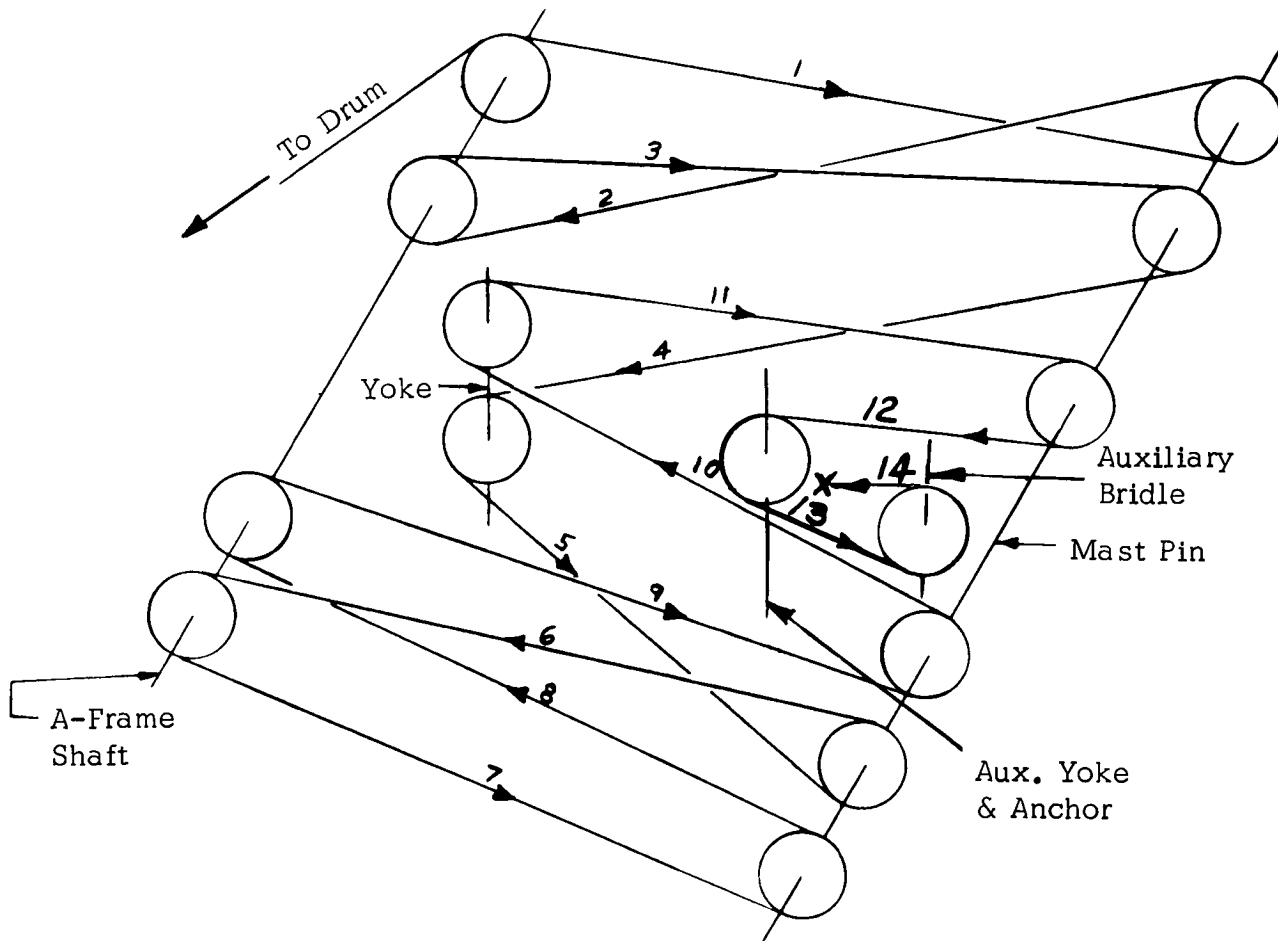 To Drum
1
3
2
11
4
Yoke
12
Auxiliary
Bridle
10
14
X
13
Mast Pin
5
9
6
8
A-Frame
Shaft
7
Aux. Yoke
& Anchor